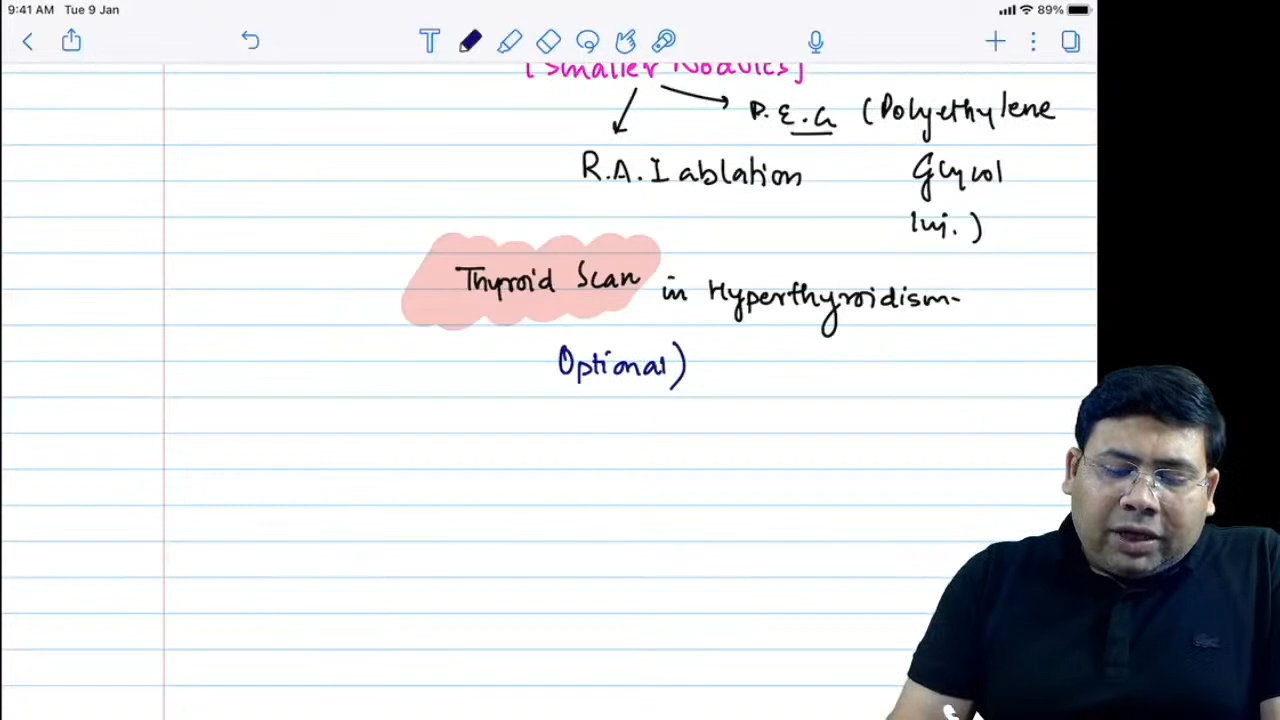 9:41 AM Tue 9 Jan
89%
[Smaller Nodules]
P.E.G (Polyethylene
R.A.I ablation Glycol
Inj.)
Thyroid Scan in Hyperthyroidism-
Optional)